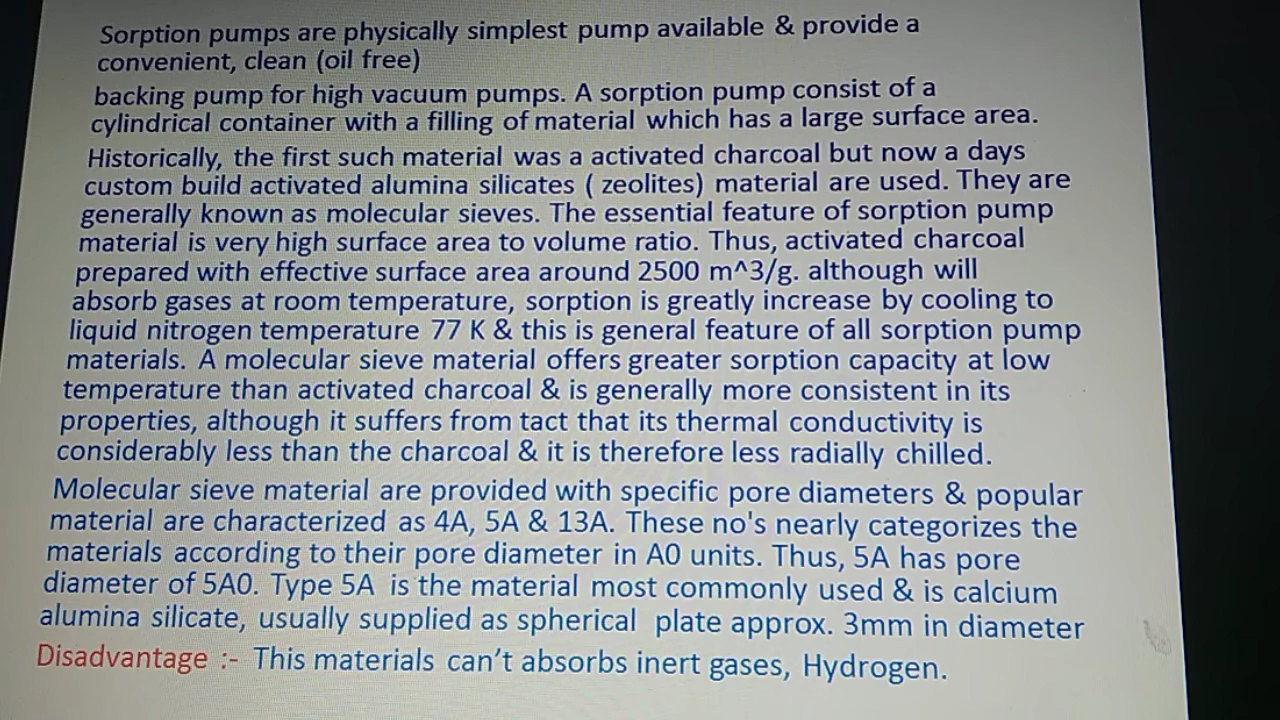 Sorption pumps are physically simplest pump available & provide a
convenient, clean (oil free)
backing pump for high vacuum pumps. A sorption pump consist of a
cylindrical container with a filling of material which has a large surface area.
Historically, the first such material was a activated charcoal but now a days
custom build activated alumina silicates ( zeolites) material are used. They are
generally known as molecular sieves. The essential feature of sorption pump
material is very high surface area to volume ratio. Thus, activated charcoal
prepared with effective surface area around 2500 m^3/g. although will
absorb gases at room temperature, sorption is greatly increase by cooling to
liquid nitrogen temperature 77 K & this is general feature of all sorption pump
materials. A molecular sieve material offers greater sorption capacity at low
temperature than activated charcoal & is generally more consistent in its
properties, although it suffers from tact that its thermal conductivity is
considerably less than the charcoal & it is therefore less radially chilled.
Molecular sieve material are provided with specific pore diameters & popular
material are characterized as 4A, 5A & 13A. These no's nearly categorizes the
materials according to their pore diameter in A0 units. Thus, 5A has pore
diameter of 5A0. Type 5A is the material most commonly used & is calcium
alumina silicate, usually supplied as spherical plate approx. 3mm in diameter
Disadvantage :- This materials can't absorbs inert gases, Hydrogen.